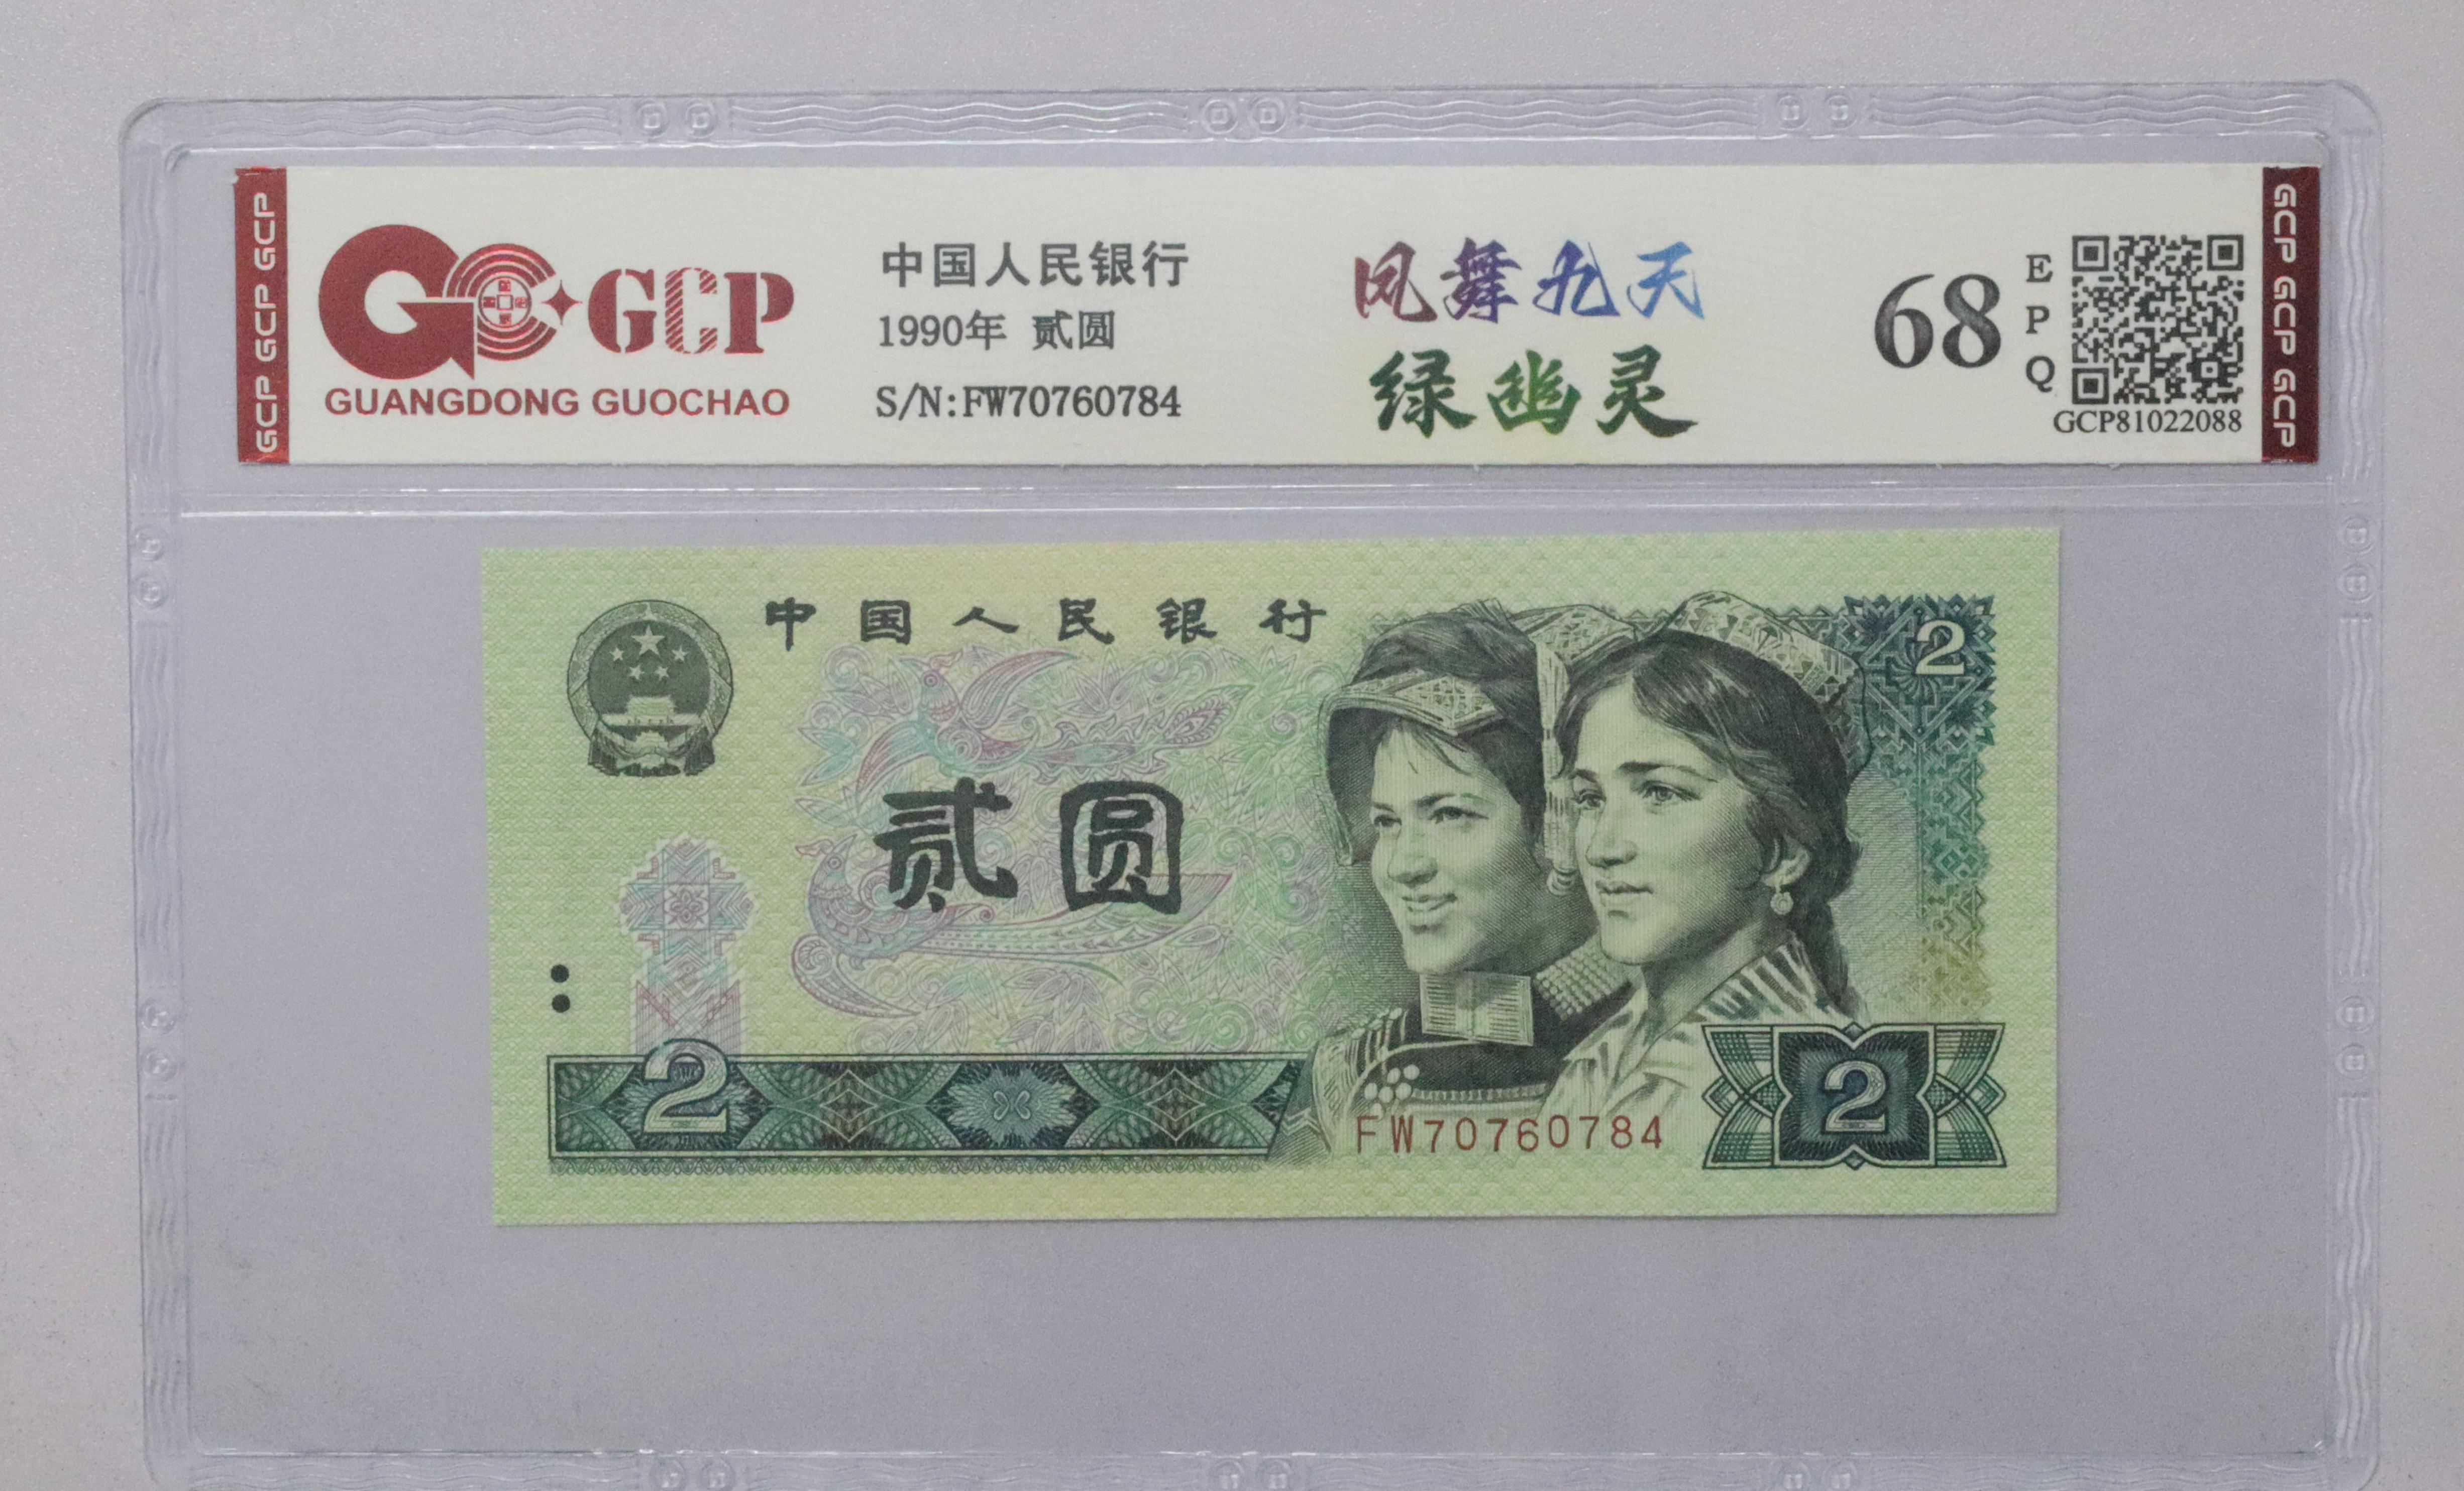 GCP GCP GCP
GCP
GUANGDONG GUOCHAO
中国人民银行
1990年 贰圆
S/N:FW70760784
凤舞九天
绿幽灵
68
EPQ
GCP81022088
GCP GCP GCP
中国人民银行
2
贰圆
2
FW70760784
2